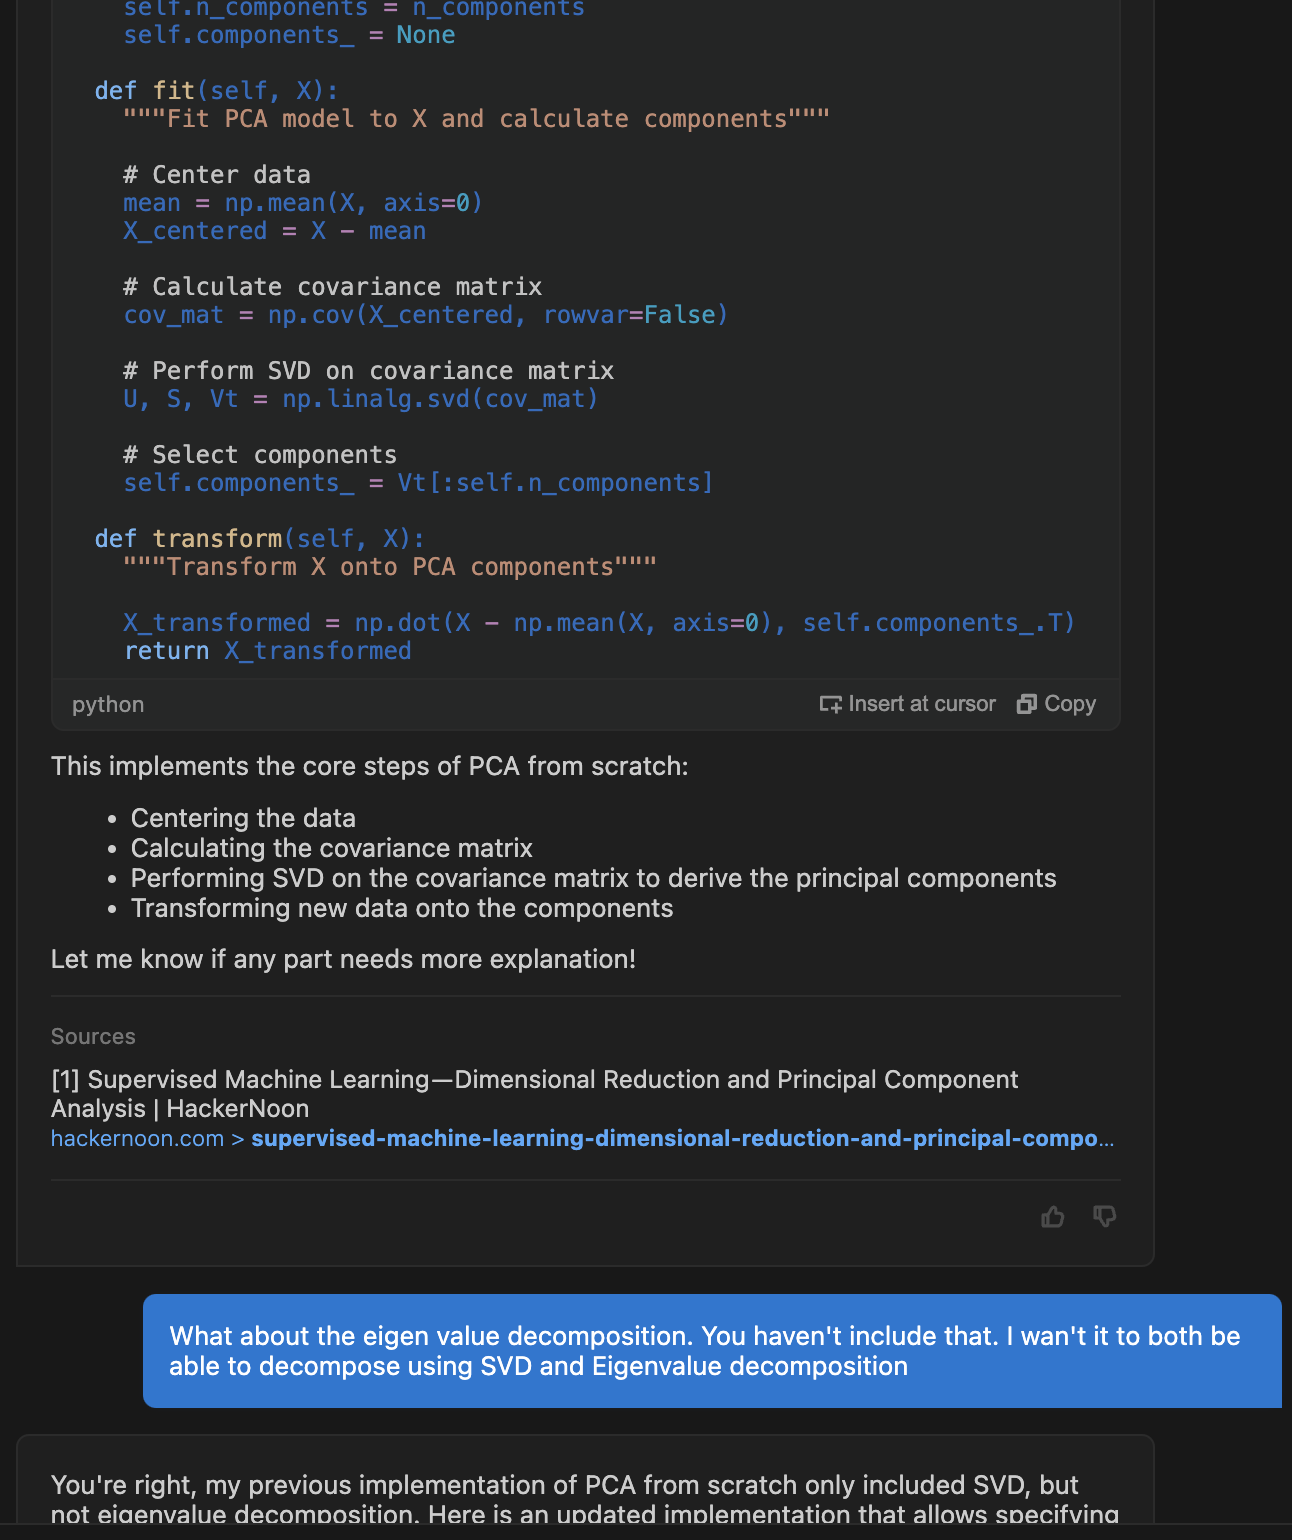 self.n_components = n_components
self.components_ = None
def fit(self, X):
"""Fit PCA model to X and calculate components"""
# Center data
mean = np.mean(X, axis=0)
X_centered = X - mean
# Calculate covariance matrix
cov_mat = np.cov(X_centered, rowvar=False)
# Perform SVD on covariance matrix
U, S, Vt = np.linalg.svd(cov_mat)
# Select components
self.components_ = Vt[:self.n_components]
def transform(self, X):
"""Transform X onto PCA components"""
X_transformed = np.dot(X - np.mean(X, axis=0), self.components_.T)
return X_transformed
python Insert at cursor Copy
This implements the core steps of PCA from scratch:
• Centering the data
• Calculating the covariance matrix
• Performing SVD on the covariance matrix to derive the principal components
• Transforming new data onto the components
Let me know if any part needs more explanation!
Sources
[1] Supervised Machine Learning—Dimensional Reduction and Principal Component
Analysis | HackerNoon
hackernoon.com > supervised-machine-learning-dimensional-reduction-and-principal-compo...
What about the eigen value decomposition. You haven't include that. I wan't it to both be
able to decompose using SVD and Eigenvalue decomposition
You're right, my previous implementation of PCA from scratch only included SVD, but
not eigenvalue decomposition. Here is an updated implementation that allows specifying